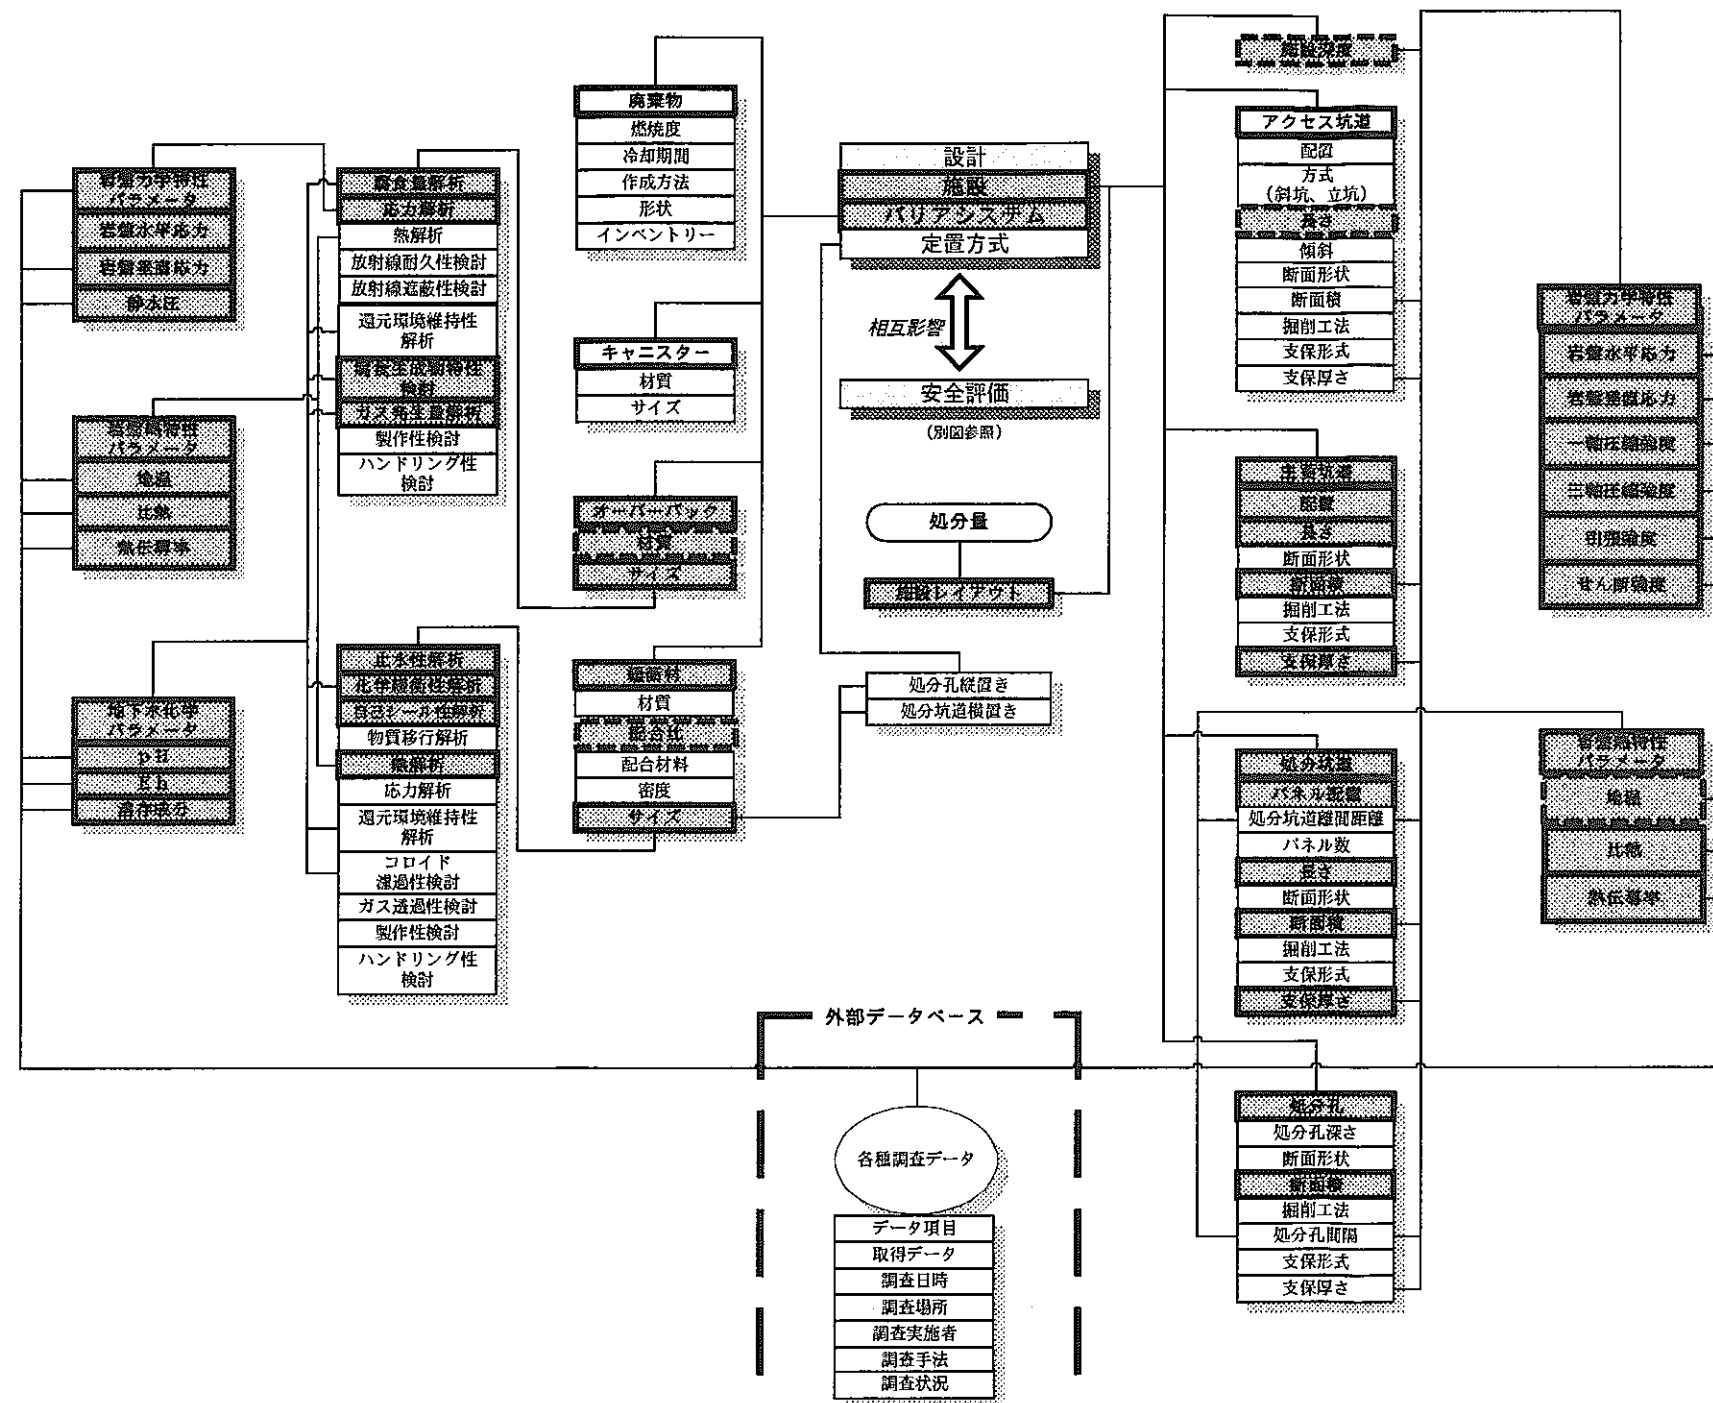 岩盤力学特性
パラメータ
岩盤水平応力
岩盤垂直応力
静水圧
岩盤熱特性
パラメータ
地温
比熱
熱伝導率
地下水化学
パラメータ
pH
Eh
溶存成分
腐食量解析
応力解析
熱解析
放射線耐久性検討
放射線遮蔽性検討
還元環境維持性
解析
腐食生成物特性
検討
ガス発生量解析
製作性検討
ハンドリング性
検討
止水性解析
化学緩衝性解析
自己シール性解析
物質移行解析
熱解析
応力解析
還元環境維持性
解析
コロイド
濾過性検討
ガス透過性検討
製作性検討
ハンドリング性
検討
廃棄物
燃焼度
冷却期間
作成方法
形状
インベントリー
キャニスター
材質
サイズ
オーバーパック
材質
サイズ
緩衝材
材質
配合比
配合材料
密度
サイズ
設計
施設
バリアシステム
定置方式
相互影響
安全評価
(別図参照)
処分量
施設レイアウト
処分孔縦置き
処分坑道横置き
外部データベース
各種調査データ
データ項目
取得データ
調査日時
調査場所
調査実施者
調査手法
調査状況
施設深度
アクセス坑道
配置
方式
(斜坑、立坑)
長さ
傾斜
断面形状
断面積
掘削工法
支保形式
支保厚さ
主要坑道
配置
長さ
断面形状
断面積
掘削工法
支保形式
支保厚さ
処分坑道
パネル配置
処分坑道離間距離
パネル数
長さ
断面形状
断面積
掘削工法
支保形式
支保厚さ
処分孔
処分孔深さ
断面形状
断面積
掘削工法
処分孔間隔
支保形式
支保厚さ
岩盤力学特性
パラメータ
岩盤水平応力
岩盤垂直応力
一軸圧縮強度
三軸圧縮強度
引張強度
せん断強度
岩盤熱特性
パラメータ
地温
比熱
熱伝導率